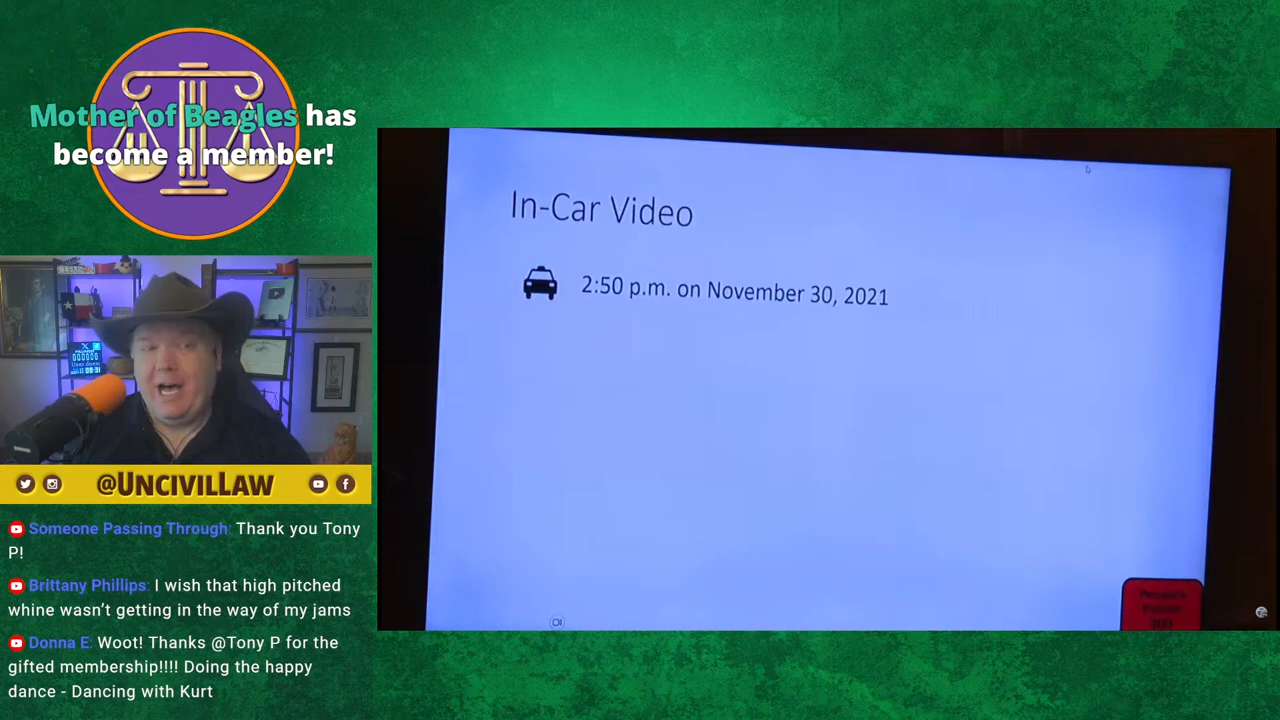 Mother of Beagles has
become a member!
In-Car Video
2:50 p.m. on November 30, 2021
@UNCIVILLAW
Someone Passing Through: Thank you Tony
P!
Brittany Phillips: I wish that high pitched
whine wasn't getting in the way of my jams
Donna E: Woot! Thanks @Tony P for the
gifted membership!!!! Doing the happy
dance - Dancing with Kurt